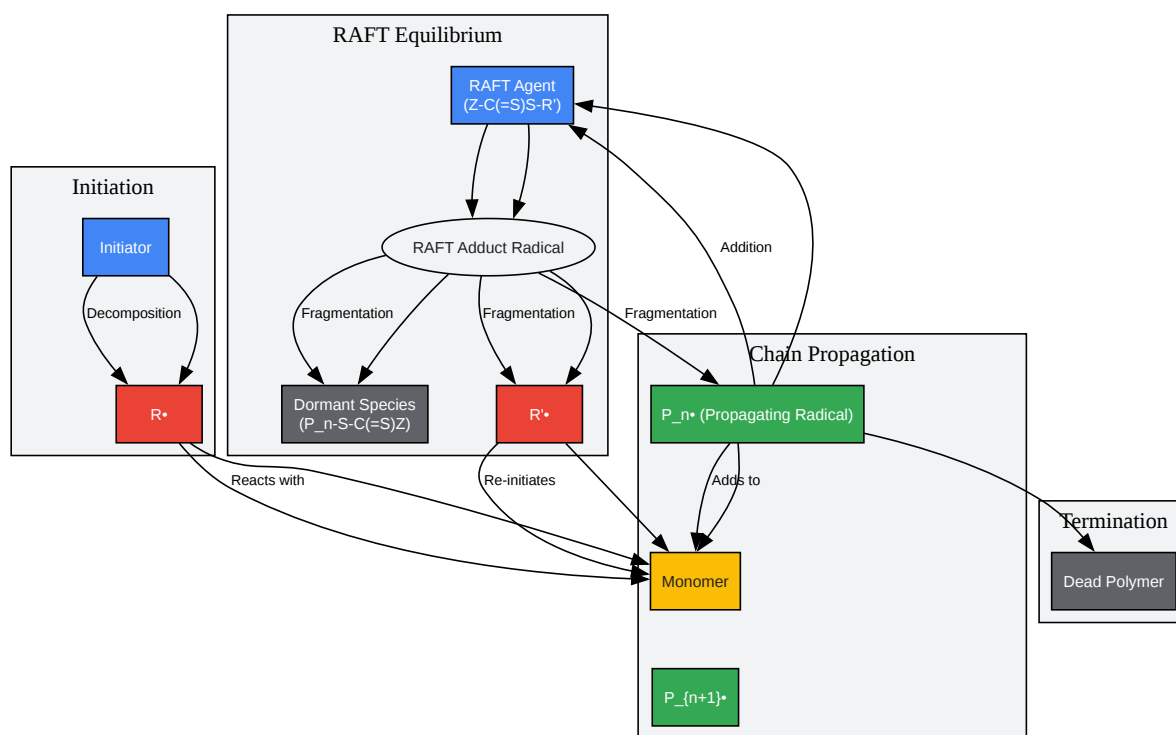 RAFT Equilibrium
RAFT Agent
(Z-C(=S)S-R')
Initiation
Initiator
RAFT Adduct Radical
Addition
Decomposition
Fragmentation
Fragmentation
Fragmentation
Chain Propagation
R•
Dormant Species
(P_n-S-C(=S)Z)
R'•
P_n• (Propagating Radical)
Reacts with
Re-initiates
Adds to
Termination
Monomer
Dead Polymer
P_{n+1}•